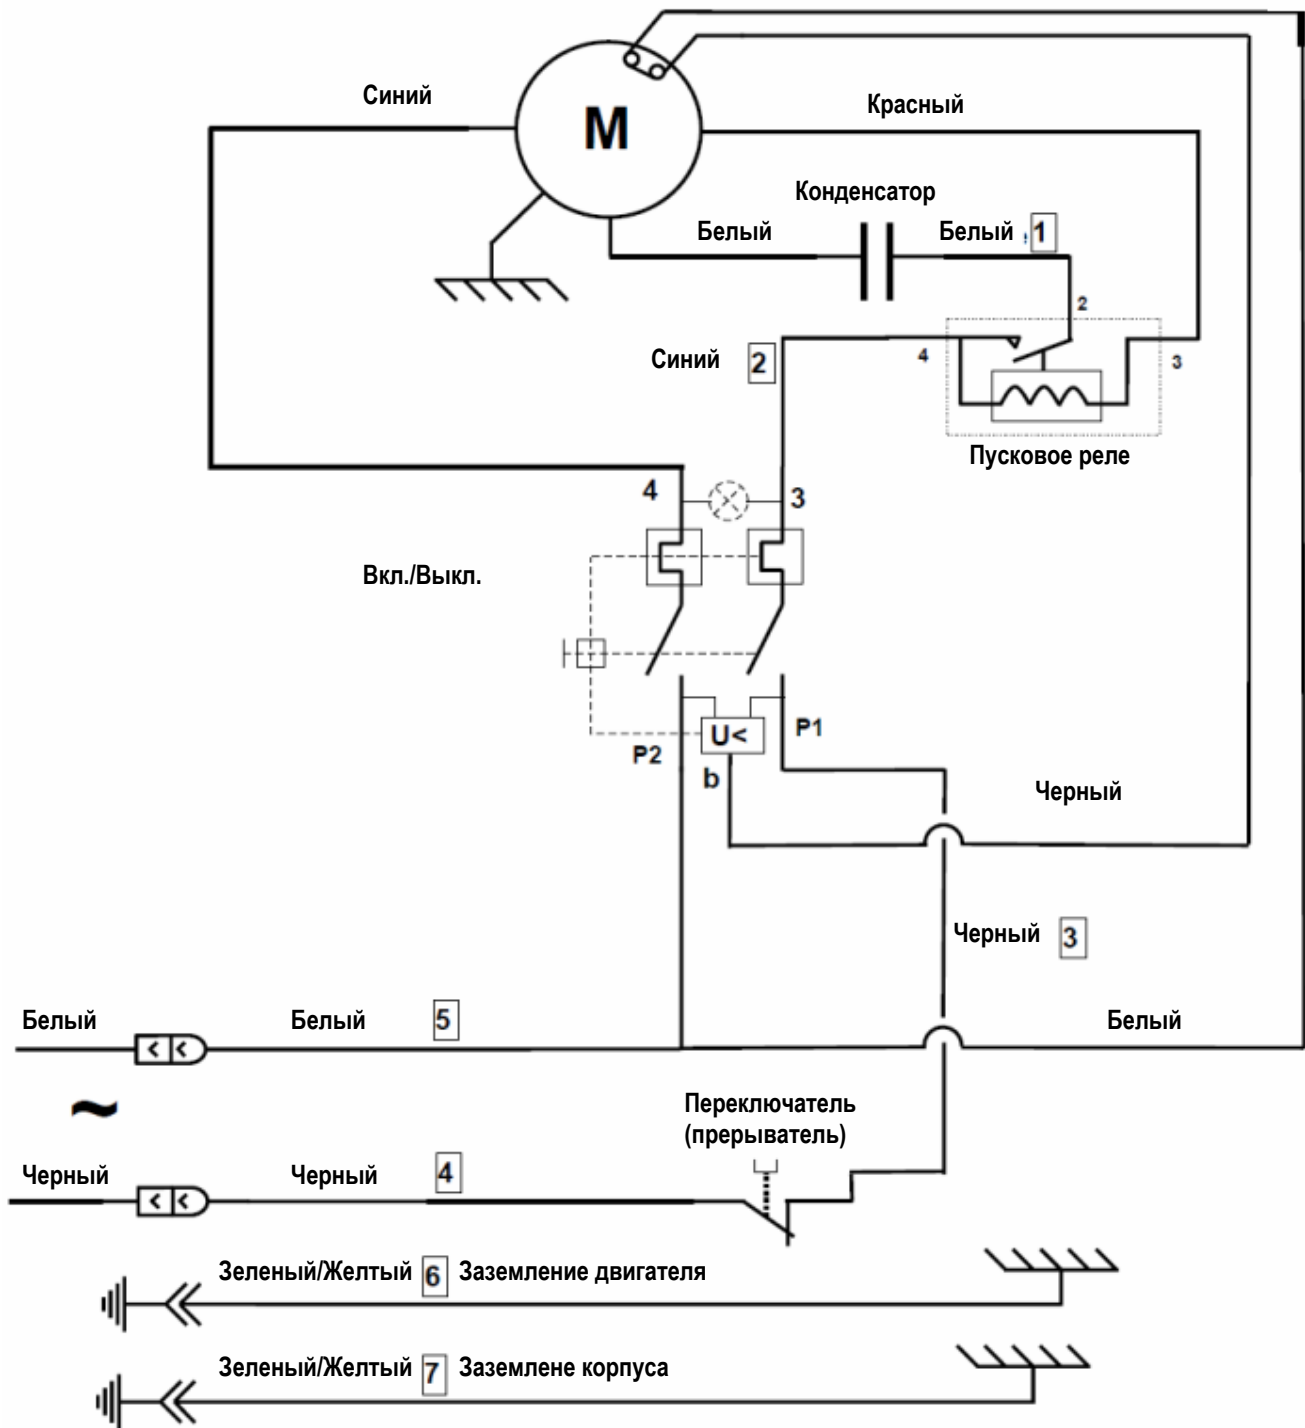 Синий
M
Красный
Конденсатор
Белый
Белый 1
2
Синий 2
4
3
Пусковое реле
4
3
Вкл./Выкл.
P1
U<
P2
b
Черный
Черный 3
Белый
Белый 5
Белый
~
Переключатель
(прерыватель)
Черный
Черный 4
Зеленый/Желтый 6 Заземление двигателя
Зеленый/Желтый 7 Заземлене корпуса